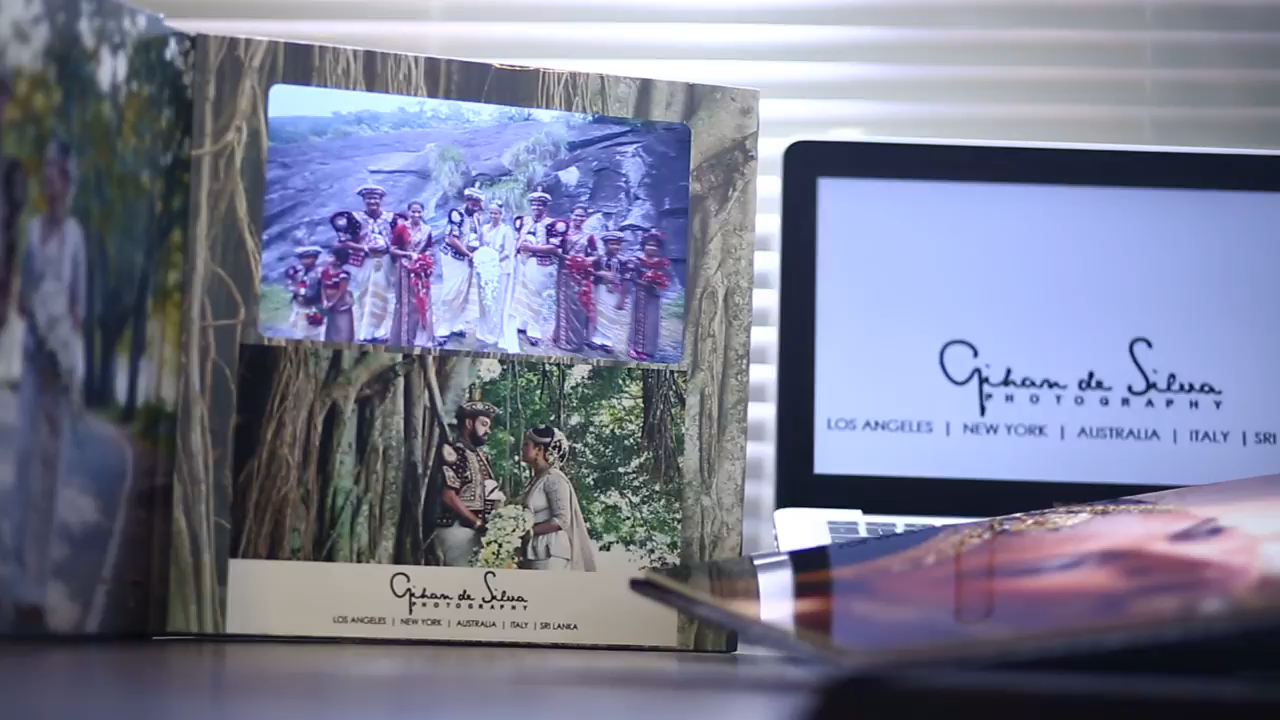 Gihan de Silva
PHOTOGRAPHY
LOS ANGELES | NEW YORK | AUSTRALIA | ITALY | SRI LANKA
Gihan de Silva
PHOTOGRAPHY
LOS ANGELES | NEW YORK | AUSTRALIA | ITALY | SRI